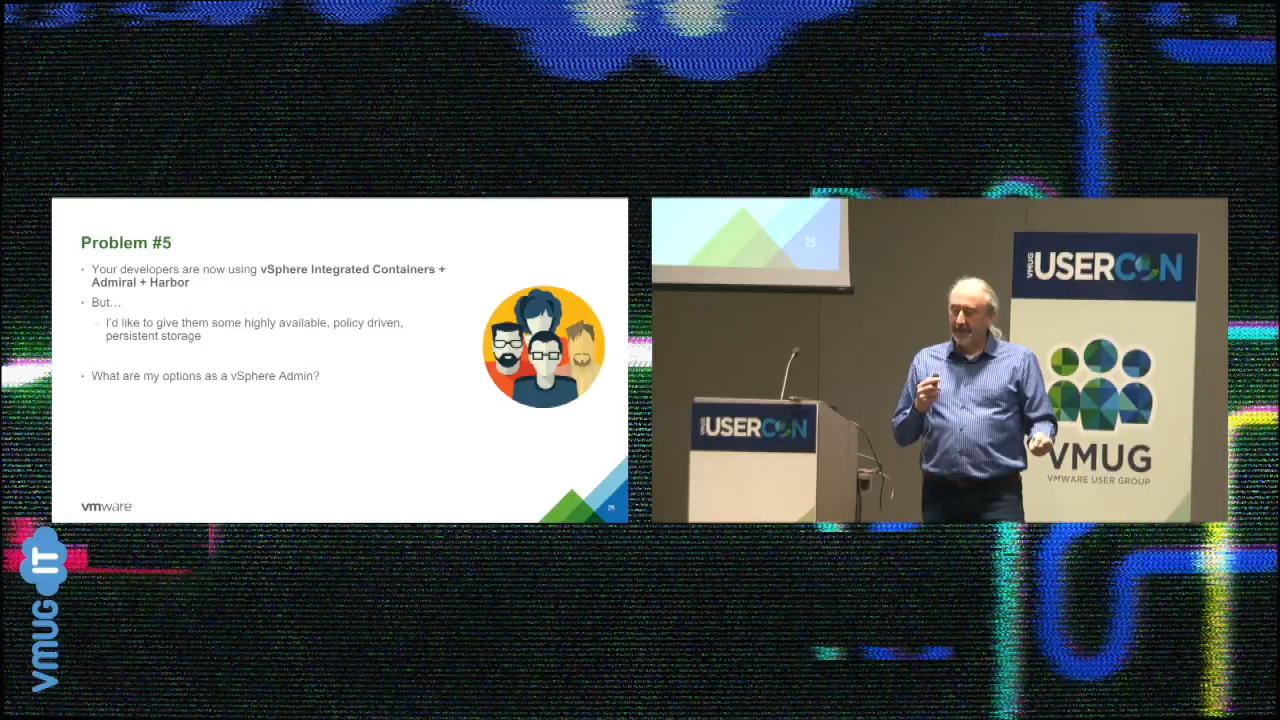 Problem #5
• Your developers are now using vSphere Integrated Containers +
Admiral + Harbor
• But…
– I'd like to give them some highly available, policy driven,
persistent storage
• What are my options as a vSphere Admin?
vmware
25
VMUG IT
VMUG USERCON
VMUG
VMWARE USER GROUP
USERCON